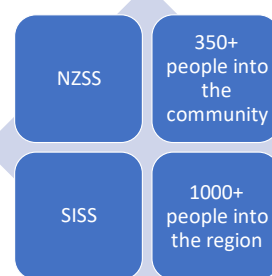 NZSS
350+
people into
the
community
SISS
1000+
people into
the region